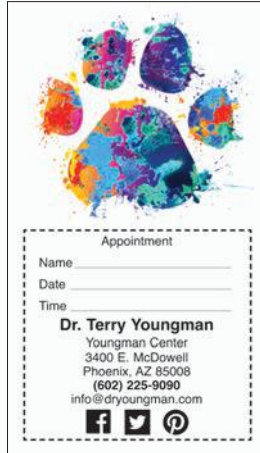 Appointment
Name
Date
Time
Dr. Terry Youngman
Youngman Center
3400 E. McDowell
Phoenix, AZ 85008
(602) 225-9090
info@dryoungman.com